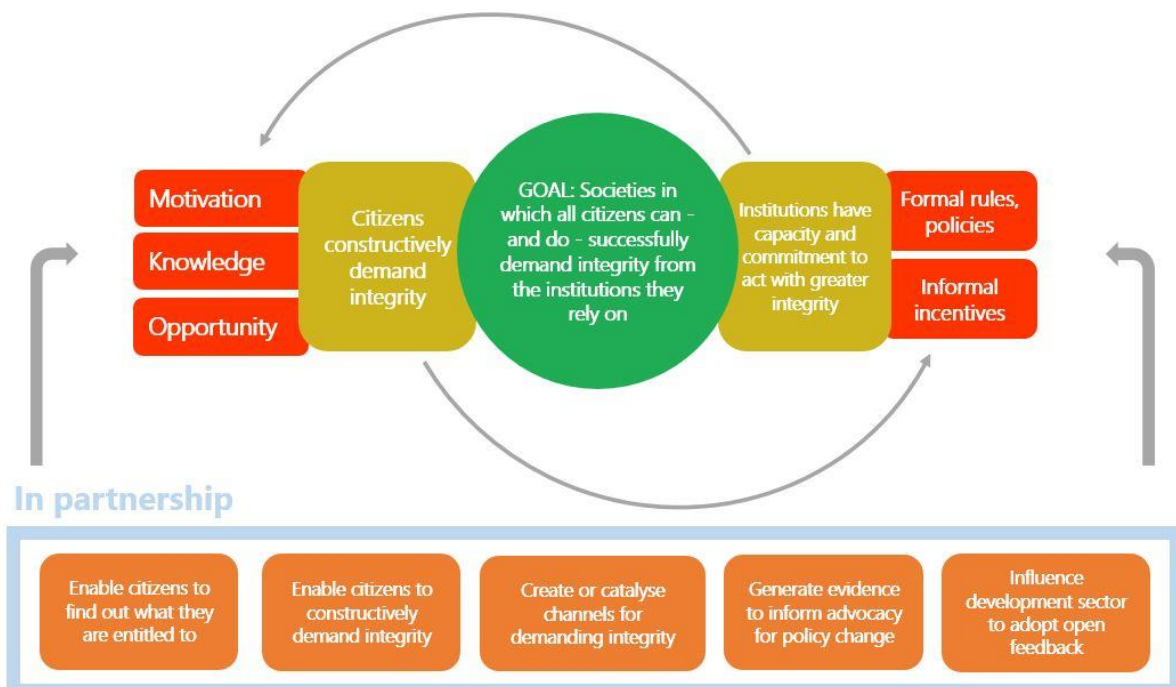 Motivation
Knowledge
Opportunity
Citizens
constructively
demand
integrity
GOAL: Societies in
which all citizens can -
and do - successfully
demand integrity from
the institutions they
rely on
Institutions have
capacity and
commitment to
act with greater
integrity
Formal rules,
policies
Informal
incentives
In partnership
Enable citizens to
find out what they
are entitled to
Enable citizens to
constructively
demand integrity
Create or catalyse
channels for
demanding integrity
Generate evidence
to inform advocacy
for policy change
Influence
development sector
to adopt open
feedback